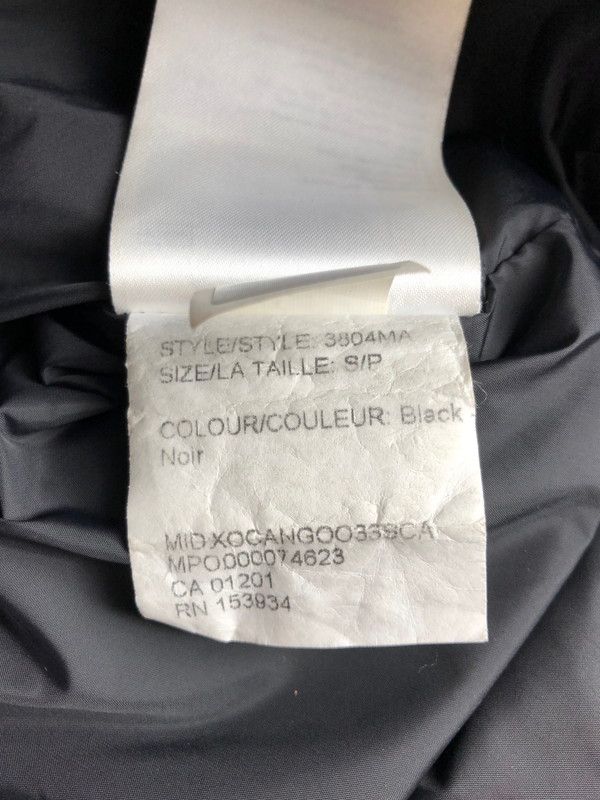 STYLE/STYLE: 3804MA
SIZE/LA TAILLE: S/P
COLOUR/COULEUR: Black -
Noir
MID:XOCANGOO33SCA
MPO000074623
CA 01201
RN 153934